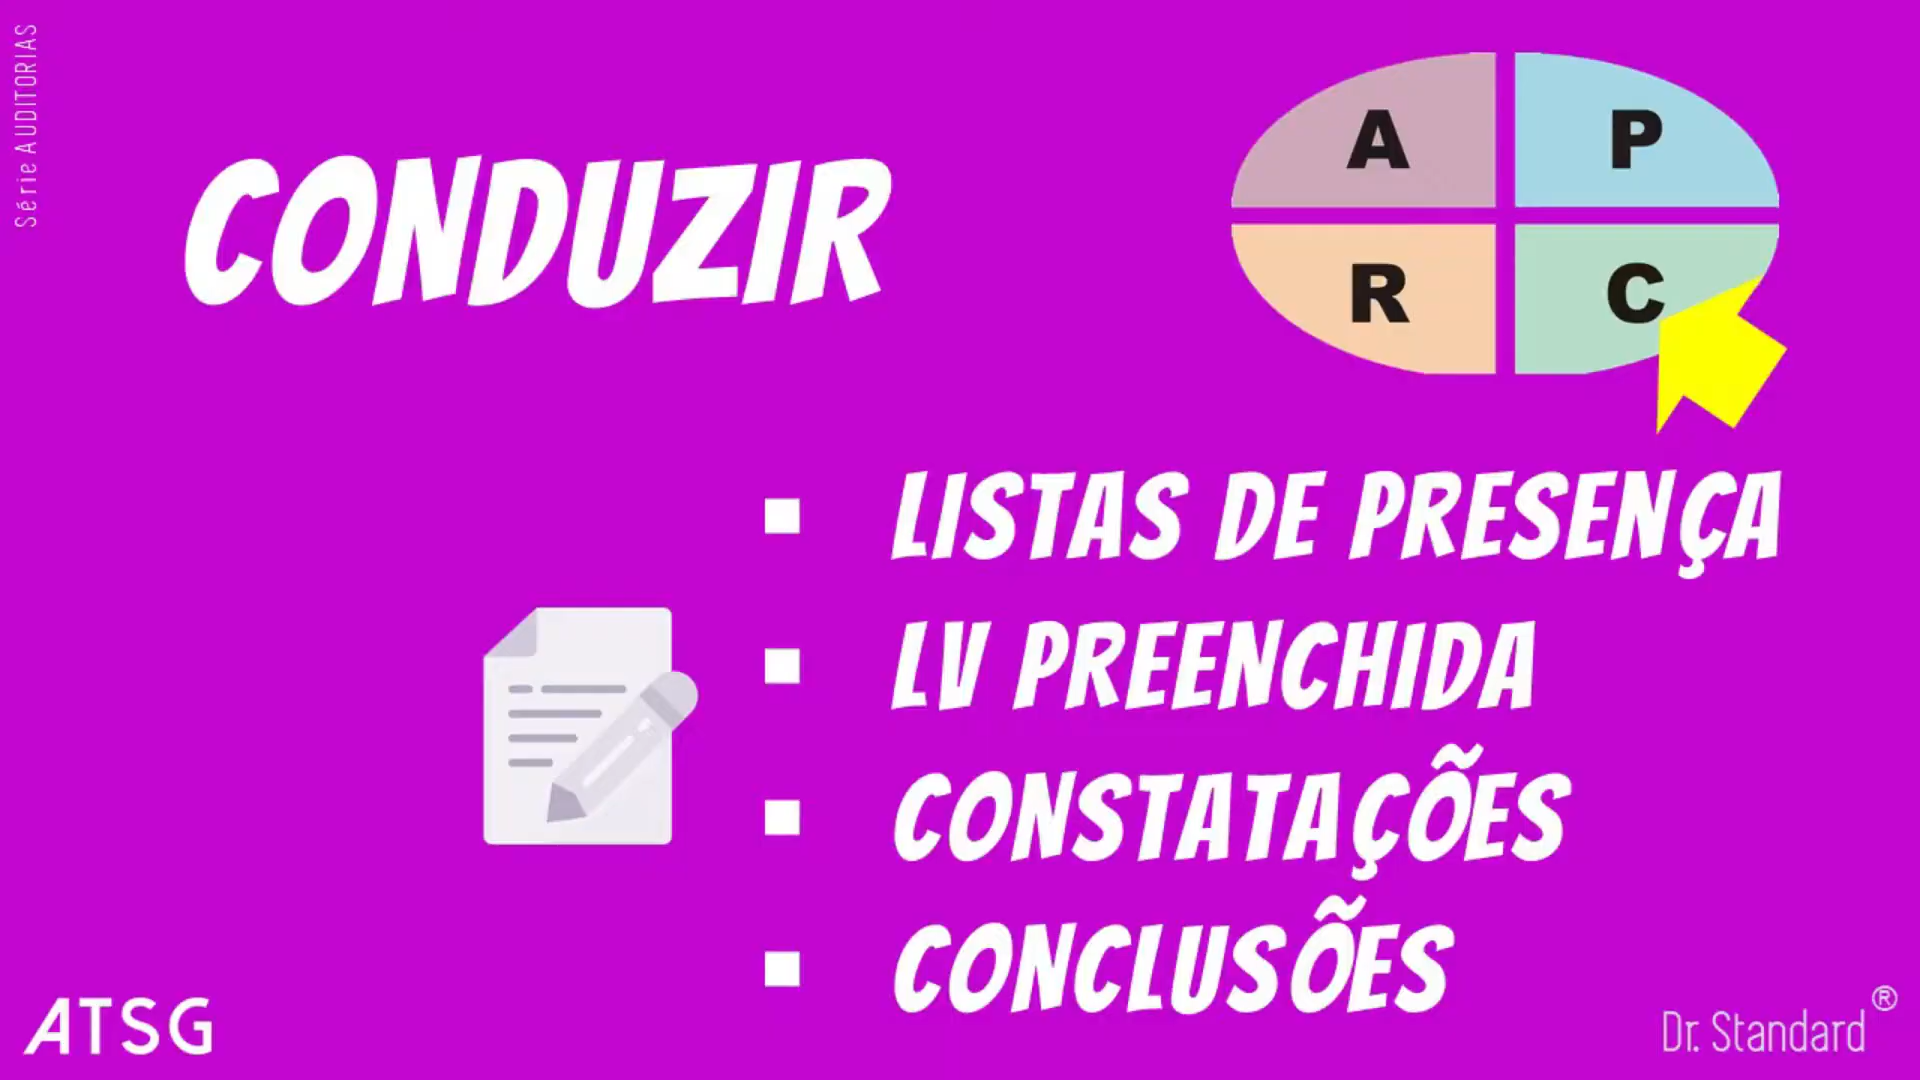 Série AUDITORIAS
CONDUZIR
A P
R C
▪ LISTAS DE PRESENÇA
▪ LV PREENCHIDA
▪ CONSTATAÇÕES
▪ CONCLUSÕES
ATSG
Dr. Standard®